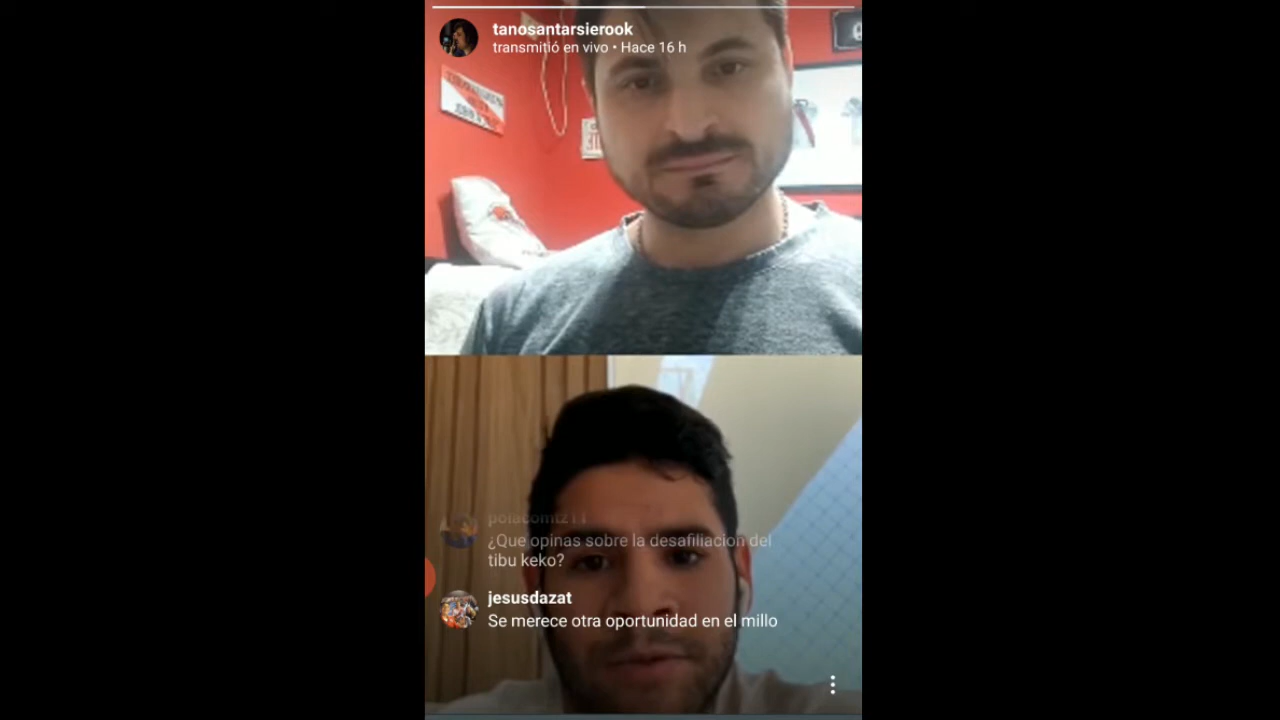 tanosantarsierook
transmitió en vivo • Hace 16 h
polacomtz11
¿Que opinas sobre la desafiliacion del
tibu keko?
jesusdazat
Se merece otra oportunidad en el millo